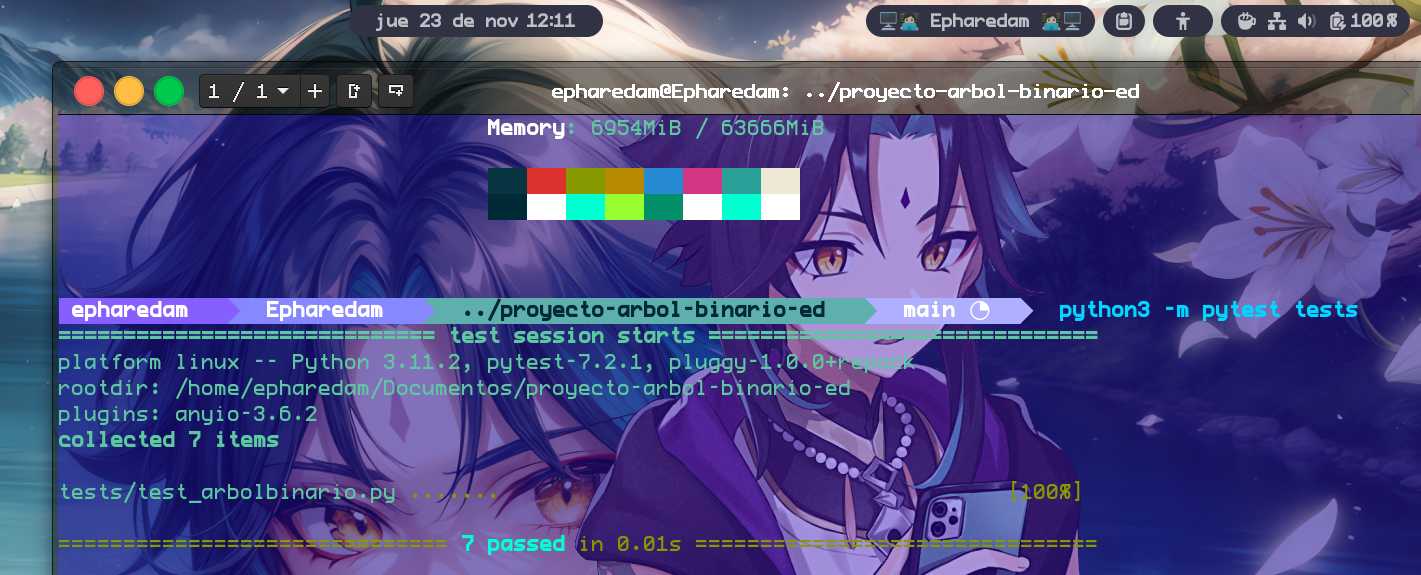 jue 23 de nov 12:11
Epharedam
100 %
1 / 1
epharedam@Epharedam: ../proyecto-arbol-binario-ed
Memory: 6954MiB / 63666MiB
epharedam Epharedam ../proyecto-arbol-binario-ed main python3 -m pytest tests
============================= test session starts ==============================
platform linux -- Python 3.11.2, pytest-7.2.1, pluggy-1.0.0+repack
rootdir: /home/epharedam/Documentos/proyecto-arbol-binario-ed
plugins: anyio-3.6.2
collected 7 items
tests/test_arbolbinario.py ....... [100%]
============================== 7 passed in 0.01s ===============================